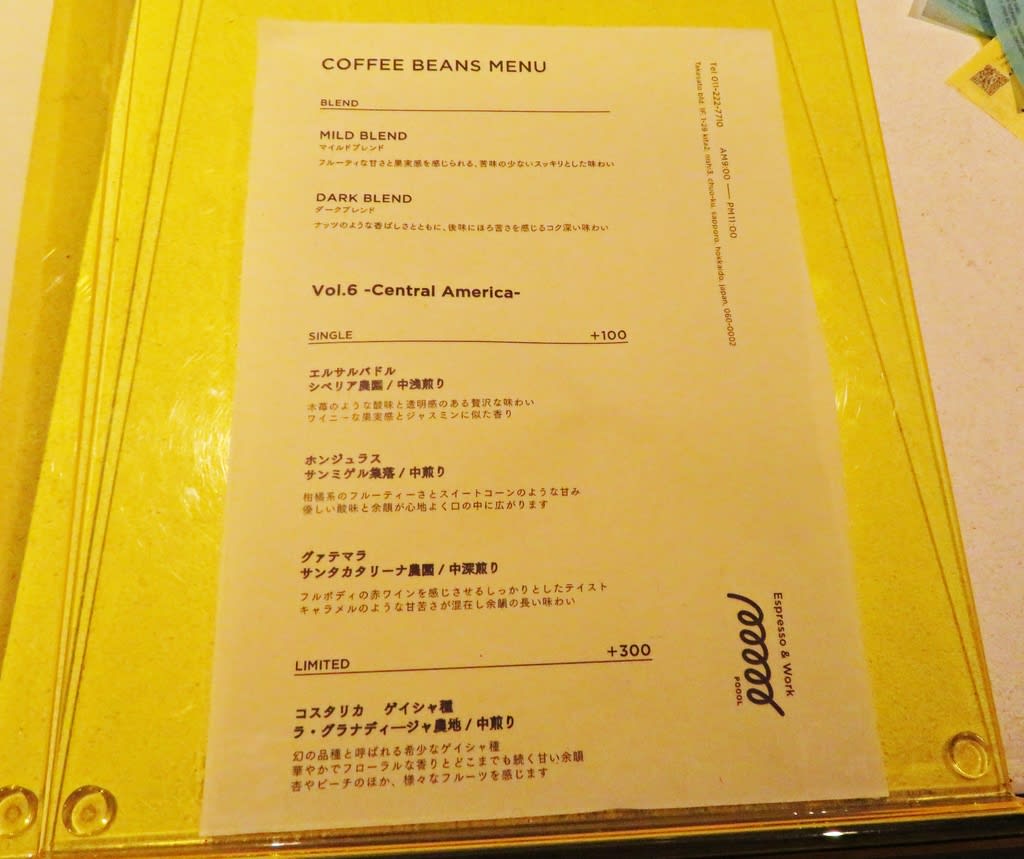 COFFEE BEANS MENU
BLEND
MILD BLEND
マイルドブレンド
フルーティな甘さと果実感を感じられる、苦味の少ないスッキリとした味わい
DARK BLEND
ダークブレンド
ナッツのような香ばしさとともに、後味にほろ苦さを感じるコク深い味わい
Vol.6 -Central America-
SINGLE +100
エルサルバドル
シベリア農園 / 中浅煎り
木苺のような酸味と透明感のある贅沢な味わい
ワイニーな果実感とジャスミンに似た香り
ホンジュラス
サンミゲル集落 / 中煎り
柑橘系のフルーティーさとスイートコーンのような甘み
優しい酸味と余韻が心地よく口の中に広がります
グァテマラ
サンタカタリーナ農園 / 中深煎り
フルボディの赤ワインを感じさせるしっかりとしたテイスト
キャラメルのような甘苦さが混在し余韻の長い味わい
LIMITED +300
コスタリカ ゲイシャ種
ラ・グラナディージャ農地 / 中煎り
幻の品種と呼ばれる希少なゲイシャ種
華やかでフローラルな香りとどこまでも続く甘い余韻
杏やピーチのほか、様々なフルーツを感じます
Tel 011-222-7710 AM9:00 — PM11:00
Takesato bld. 1F, 1-29 kita2, nishi3, chuo-ku, sapporo, hokkaido, japan, 060-0002
Espresso & Work
eeeee
POOOL